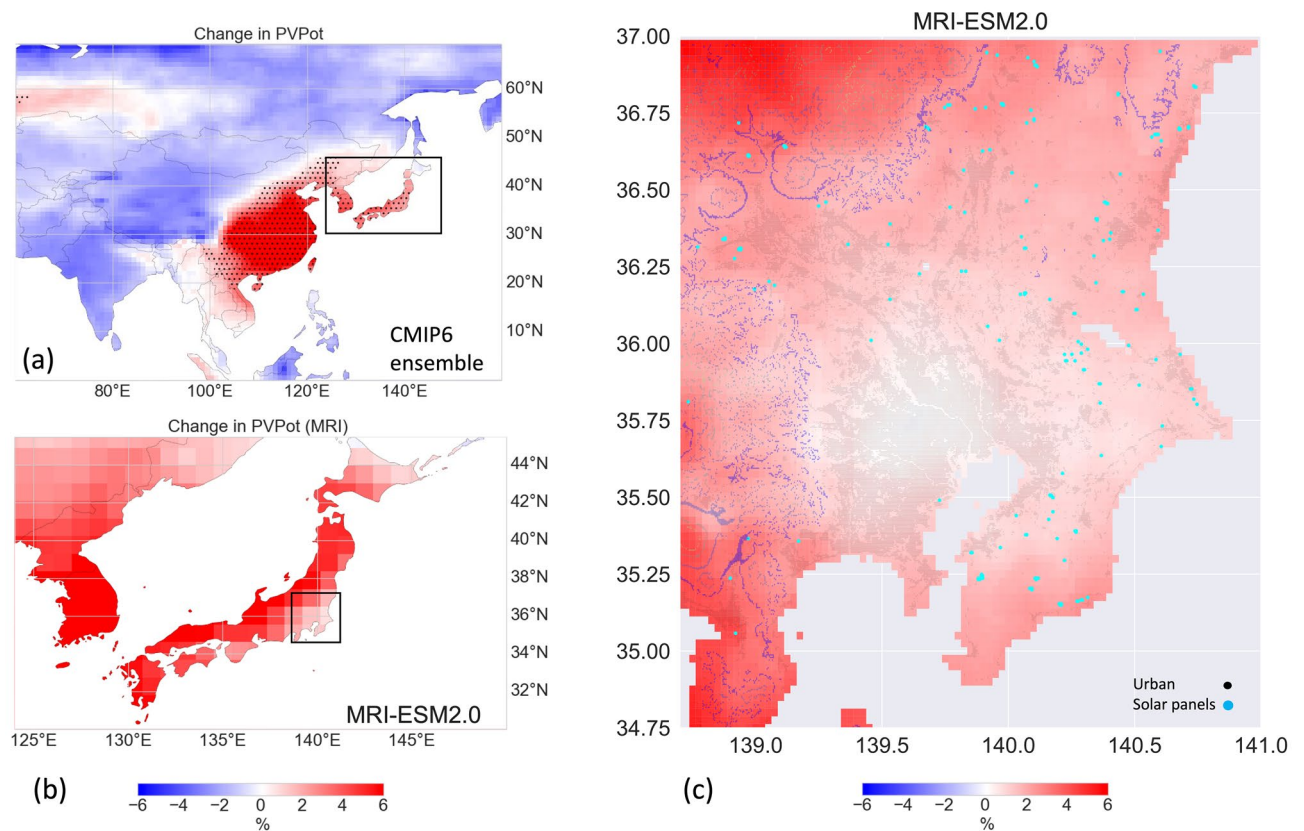 Change in PVPot
60°N
50°N
40°N
30°N
20°N
10°N
CMIP6
ensemble
(a)
80°E 100°E 120°E 140°E
Change in PVPot (MRI)
44°N
42°N
40°N
38°N
36°N
34°N
32°N
MRI-ESM2.0
125°E 130°E 135°E 140°E 145°E
(b)
−6 −4 −2 0 2 4 6
%
MRI-ESM2.0
37.00
36.75
36.50
36.25
36.00
35.75
35.50
35.25
35.00
34.75
Urban
Solar panels
139.0 139.5 140.0 140.5 141.0
(c)
−6 −4 −2 0 2 4 6
%